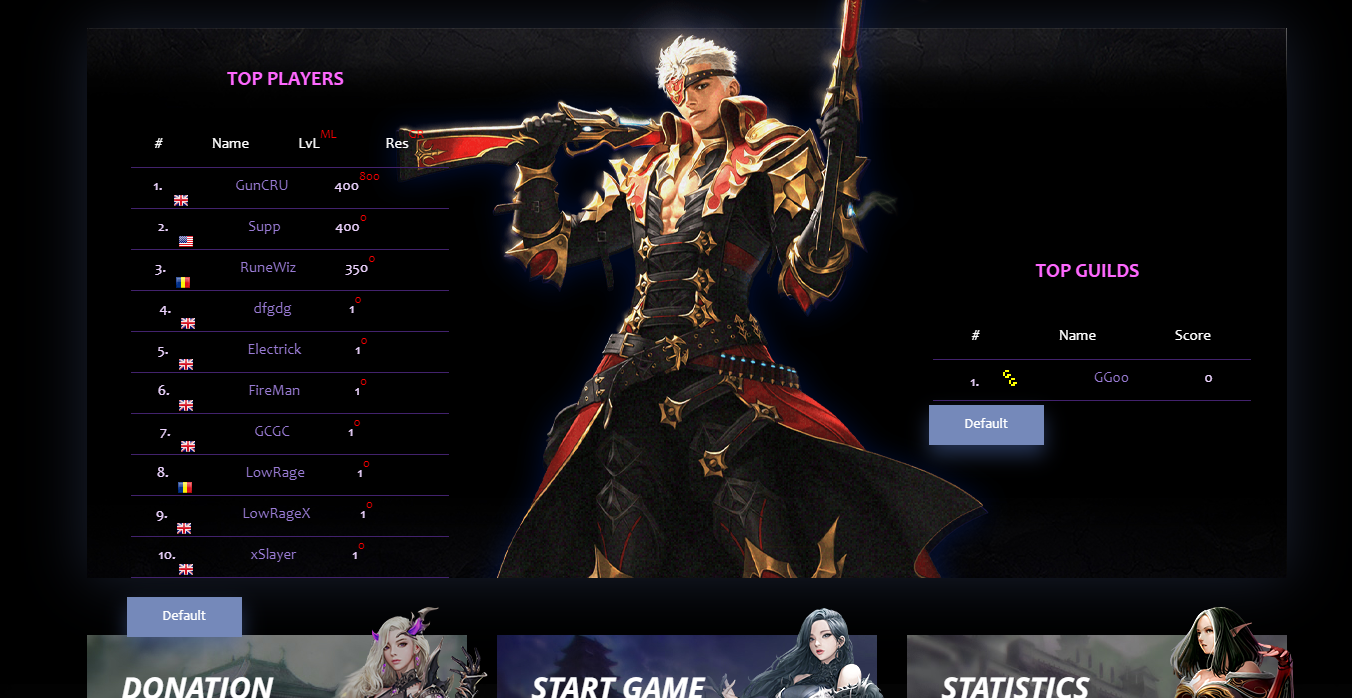 TOP PLAYERS
# Name LvL ML Res GR
1. GunCRU 400 800
2. Supp 400 0
3. RuneWiz 350 0
4. dfgdg 1 0
5. Electrick 1 0
6. FireMan 1 0
7. GCGC 1 0
8. LowRage 1 0
9. LowRageX 1 0
10. xSlayer 1 0
Default
TOP GUILDS
# Name Score
1. GGoo 0
Default
DONATION
START GAME
STATISTICS